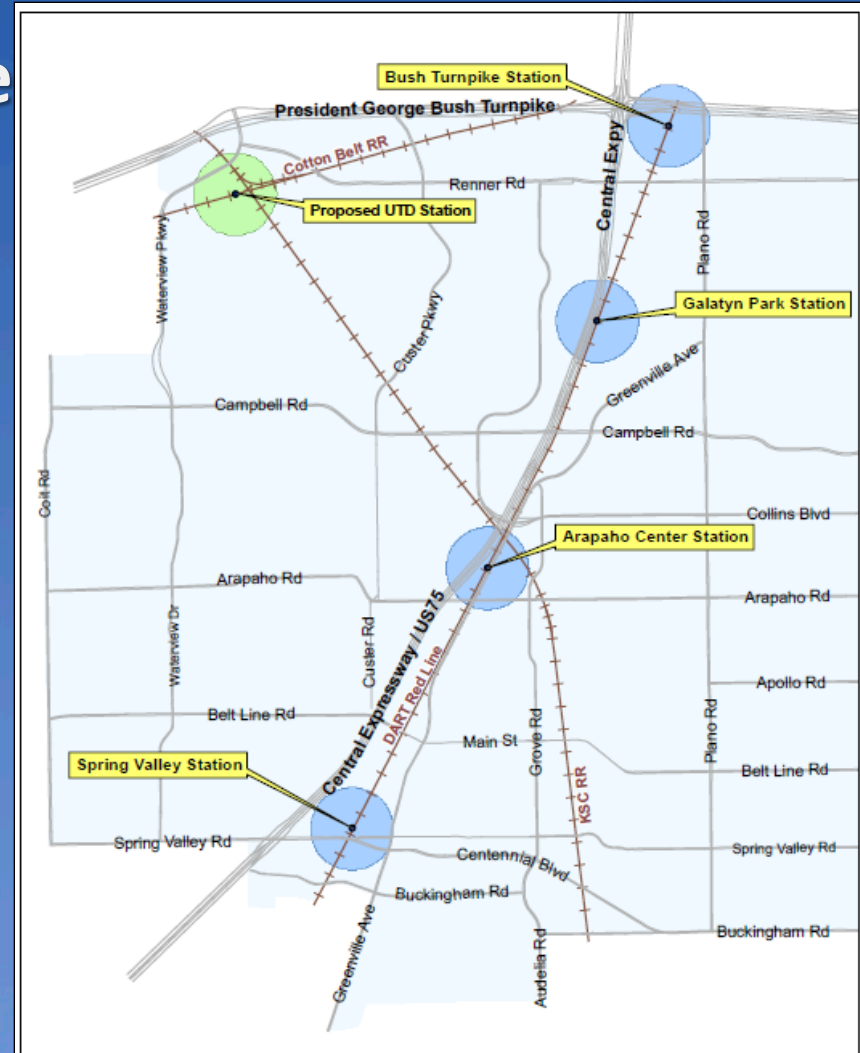 e
Bush Turnpike Station
President George Bush Turnpike
Cotton Belt RR
Central Expy
Renner Rd
Proposed UTD Station
Plano Rd
Waterview Pkwy
Galatyn Park Station
Custer Pkwy
Greenville Ave
Campbell Rd
Campbell Rd
Coit Rd
Collins Blvd
Arapaho Center Station
Arapaho Rd
Arapaho Rd
Waterview Dr
Custer Rd
Central Expressway / US75
DART Red Line
Apollo Rd
Belt Line Rd
Main St
Grove Rd
Plano Rd
Spring Valley Station
Belt Line Rd
KSC RR
Spring Valley Rd
Centennial Blvd
Spring Valley Rd
Buckingham Rd
Greenville Ave
Audelia Rd
Buckingham Rd